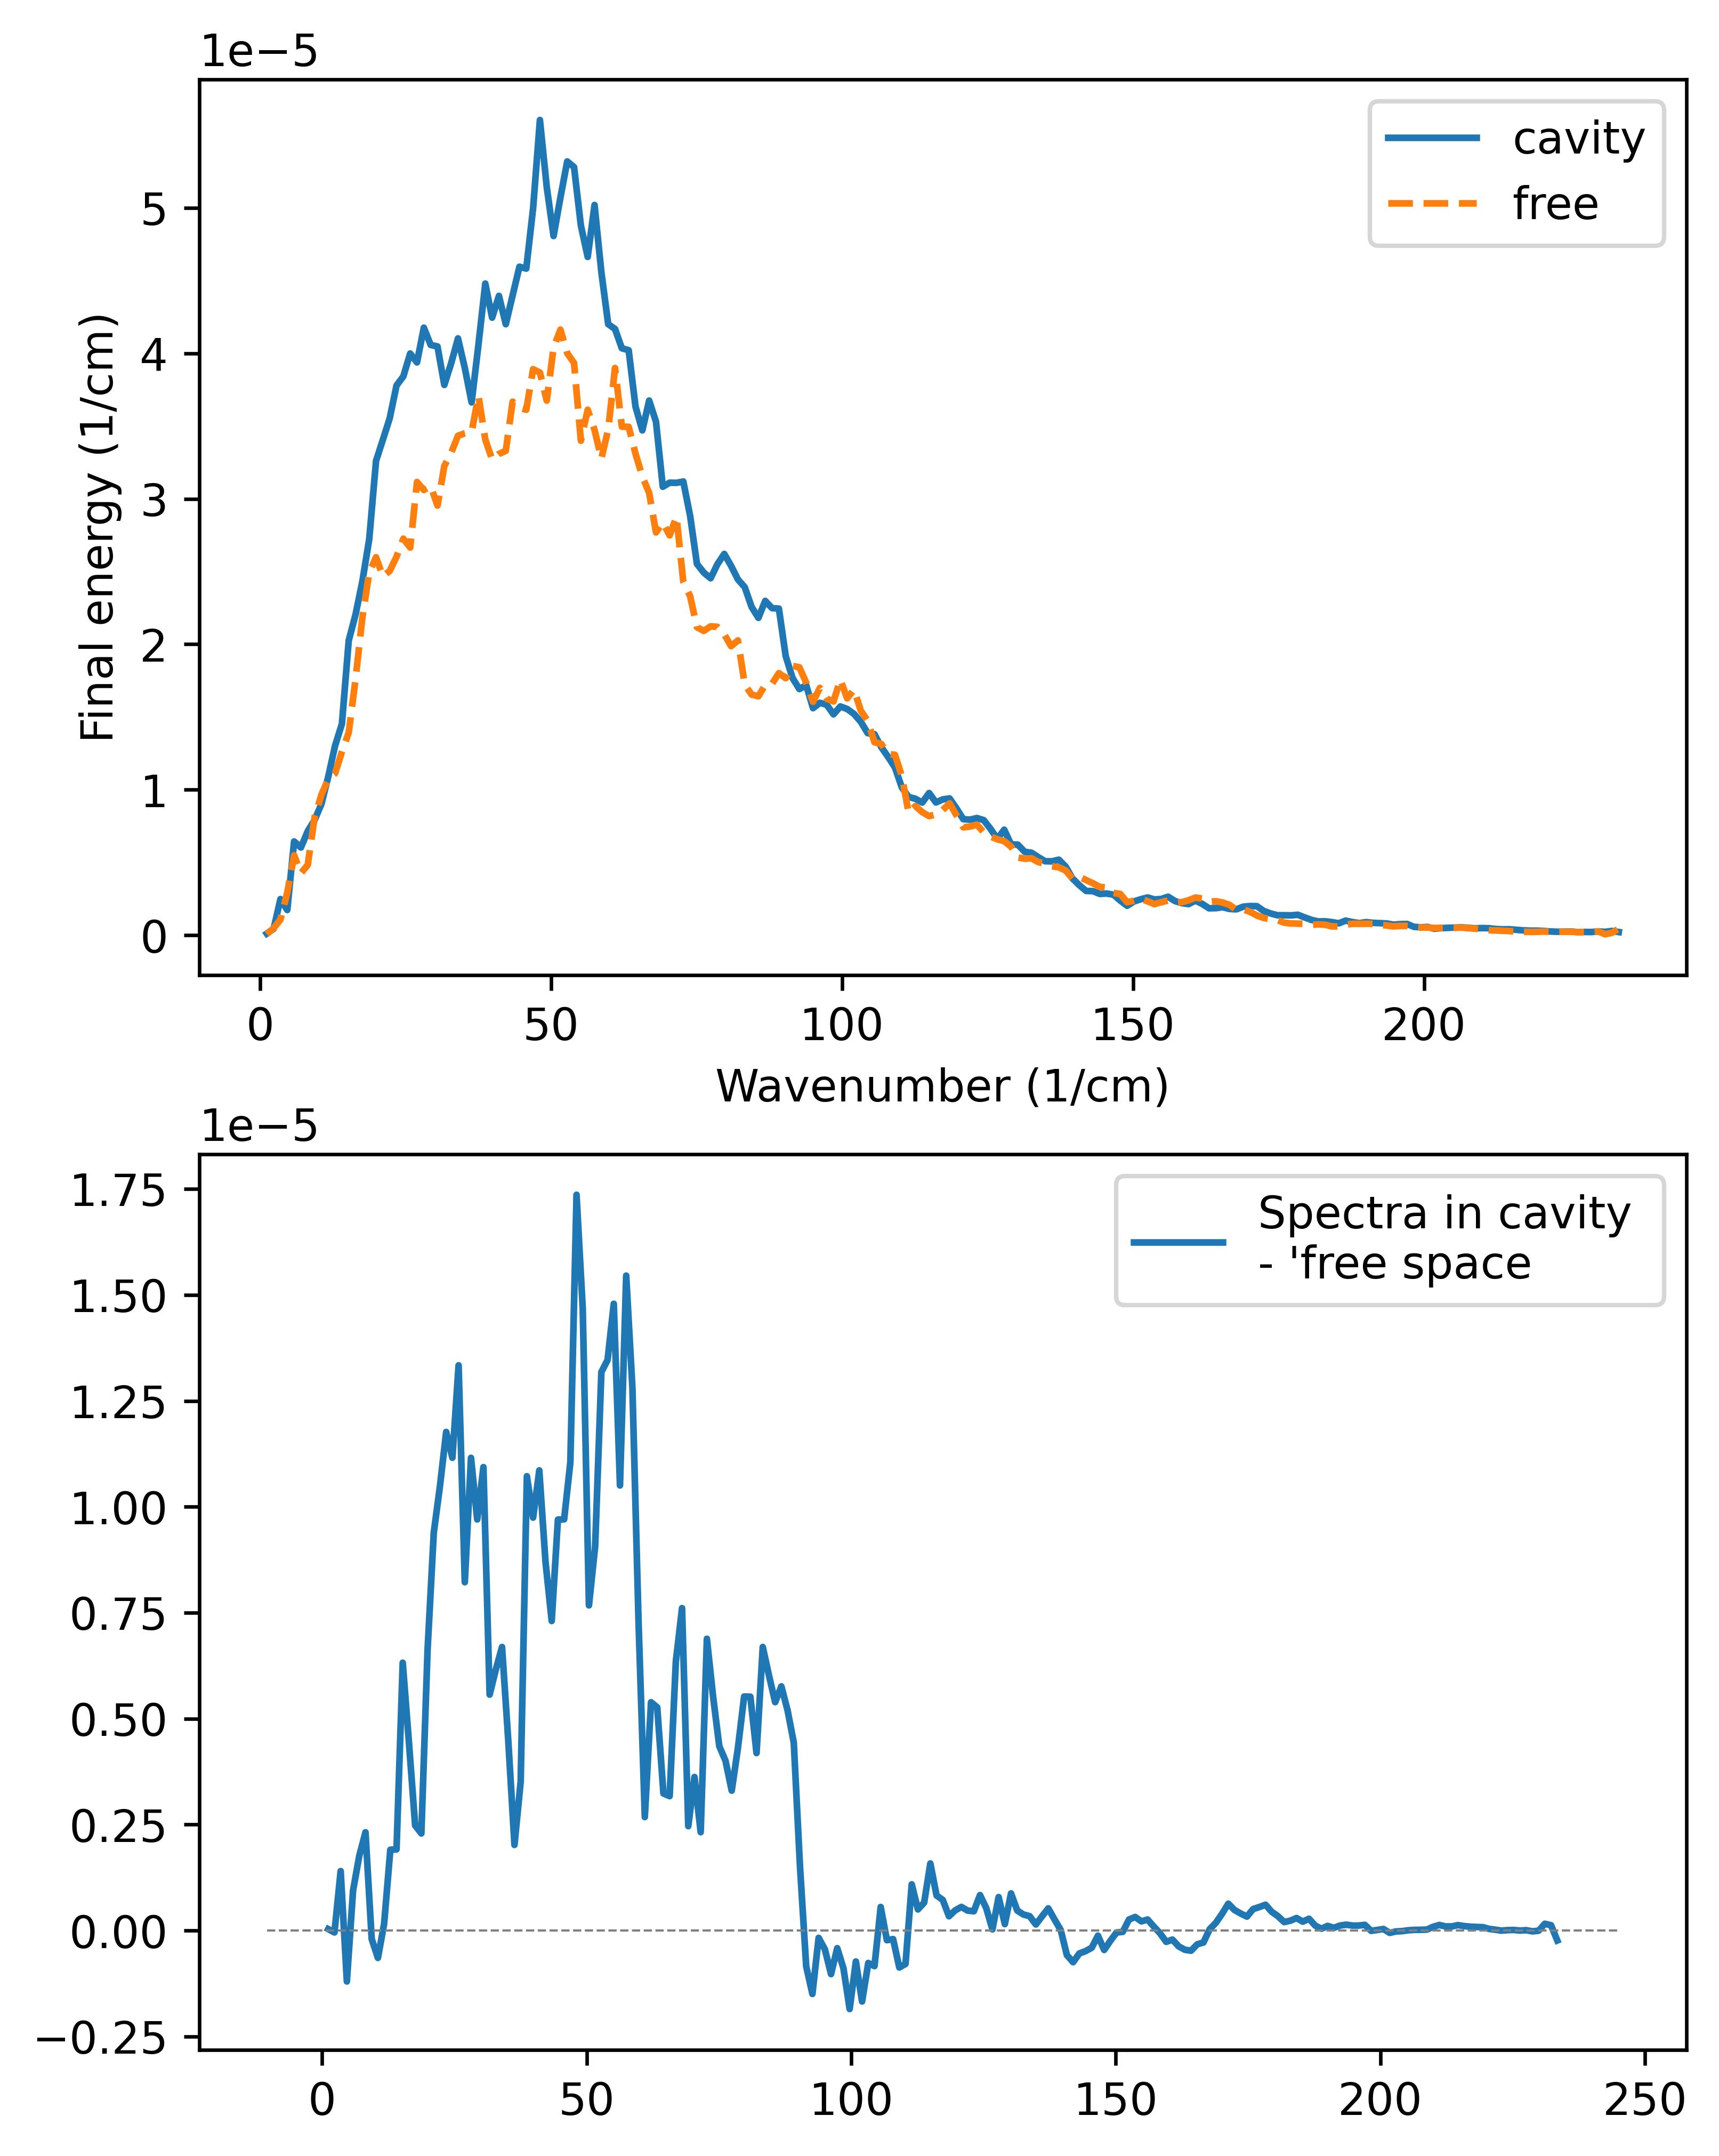 1e−5
cavity
free
5
4
3
2
1
0
Final energy (1/cm)
0 50 100 150 200
Wavenumber (1/cm)
1e−5
Spectra in cavity
- 'free space
1.75
1.50
1.25
1.00
0.75
0.50
0.25
0.00
−0.25
0 50 100 150 200 250